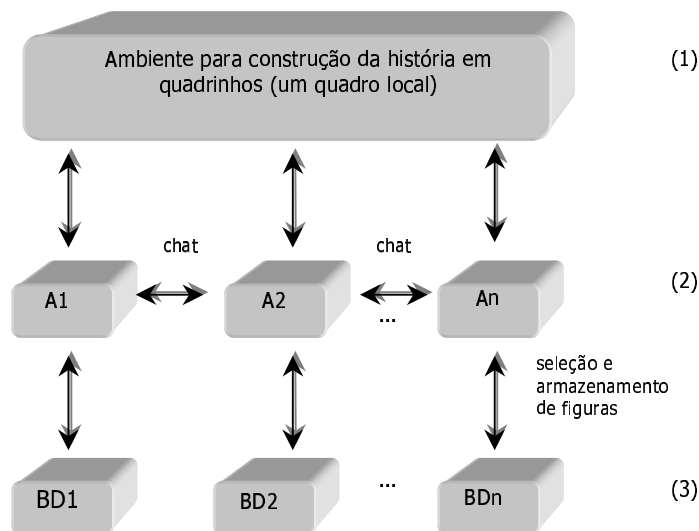 Ambiente para construção da história em
quadrinhos (um quadro local)
(1)
chat
chat
A1
A2
...
An
(2)
seleção e
armazenamento
de figuras
BD1
BD2
...
BDn
(3)